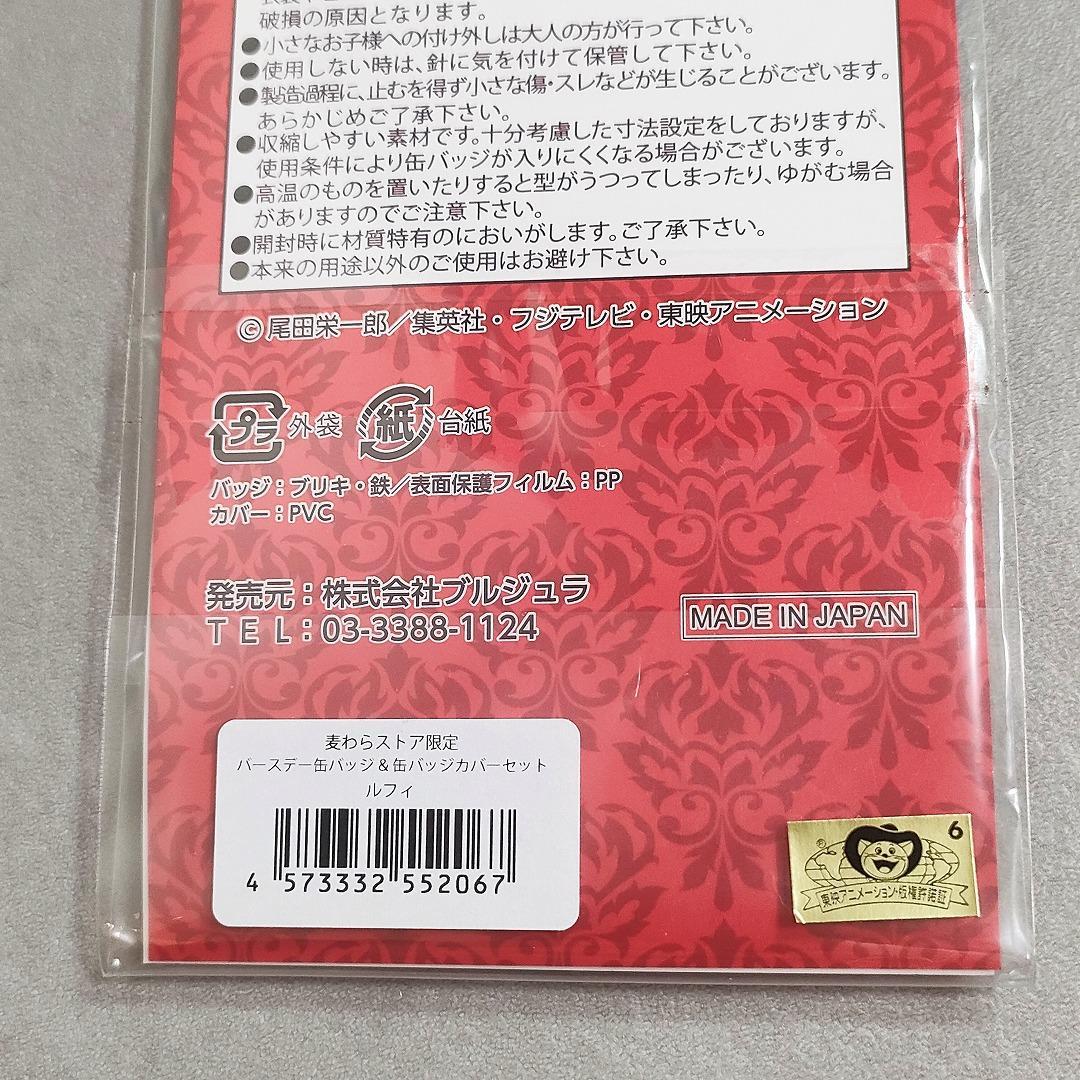 破損の原因となります。
●小さなお子様への付け外しは大人の方が行って下さい。
●使用しない時は、針に気を付けて保管して下さい。
●製造過程に、止むを得ず小さな傷・スレなどが生じることがございます。
あらかじめご了承下さい。
●収縮しやすい素材です。十分考慮した寸法設定をしておりますが、
使用条件により缶バッジが入りにくくなる場合がございます。
●高温のものを置いたりすると型がうつってしまったり、ゆがむ場合
がありますのでご注意下さい。
●開封時に材質特有のにおいがします。ご了承下さい。
●本来の用途以外のご使用はお避け下さい。
©尾田栄一郎／集英社・フジテレビ・東映アニメーション
プラ 外袋 紙 台紙
バッジ：ブリキ・鉄／表面保護フィルム：PP
カバー：PVC
発売元：株式会社ブルジュラ
ＴＥＬ：03-3388-1124
MADE IN JAPAN
麦わらストア限定
バースデー缶バッジ＆缶バッジカバーセット
ルフィ
4 573332 552067
6
®
東映アニメーション・版権許諾証